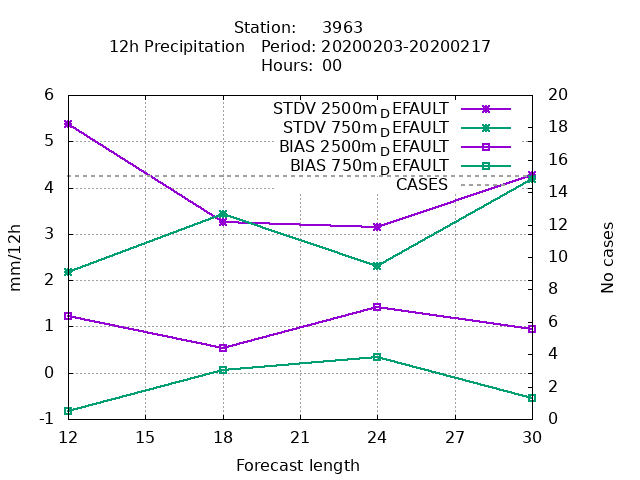 Station: 3963
12h Precipitation Period: 20200203-20200217
Hours: 00
STDV 2500m_DEFAULT
STDV 750m_DEFAULT
BIAS 2500m_DEFAULT
BIAS 750m_DEFAULT
CASES
mm/12h
6
5
4
3
2
1
0
-1
20
18
16
14
12
10
8
6
4
2
0
No cases
12 15 18 21 24 27 30
Forecast length